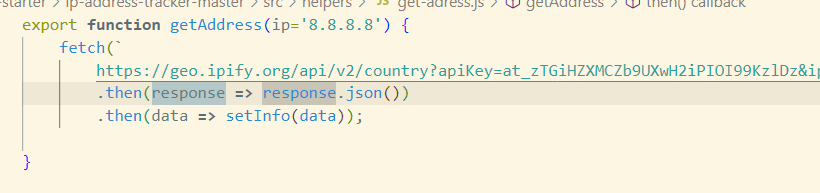 -starter > ip-address-tracker-master > src > helpers > JS get-adress.js > getAddress > then() callback
export function getAddress(ip='8.8.8.8') {
fetch(`
https://geo.ipify.org/api/v2/country?apiKey=at_zTGiHZXMCZb9UXwH2iPIOI99KzlDz&ip
.then(response => response.json())
.then(data => setInfo(data));
}